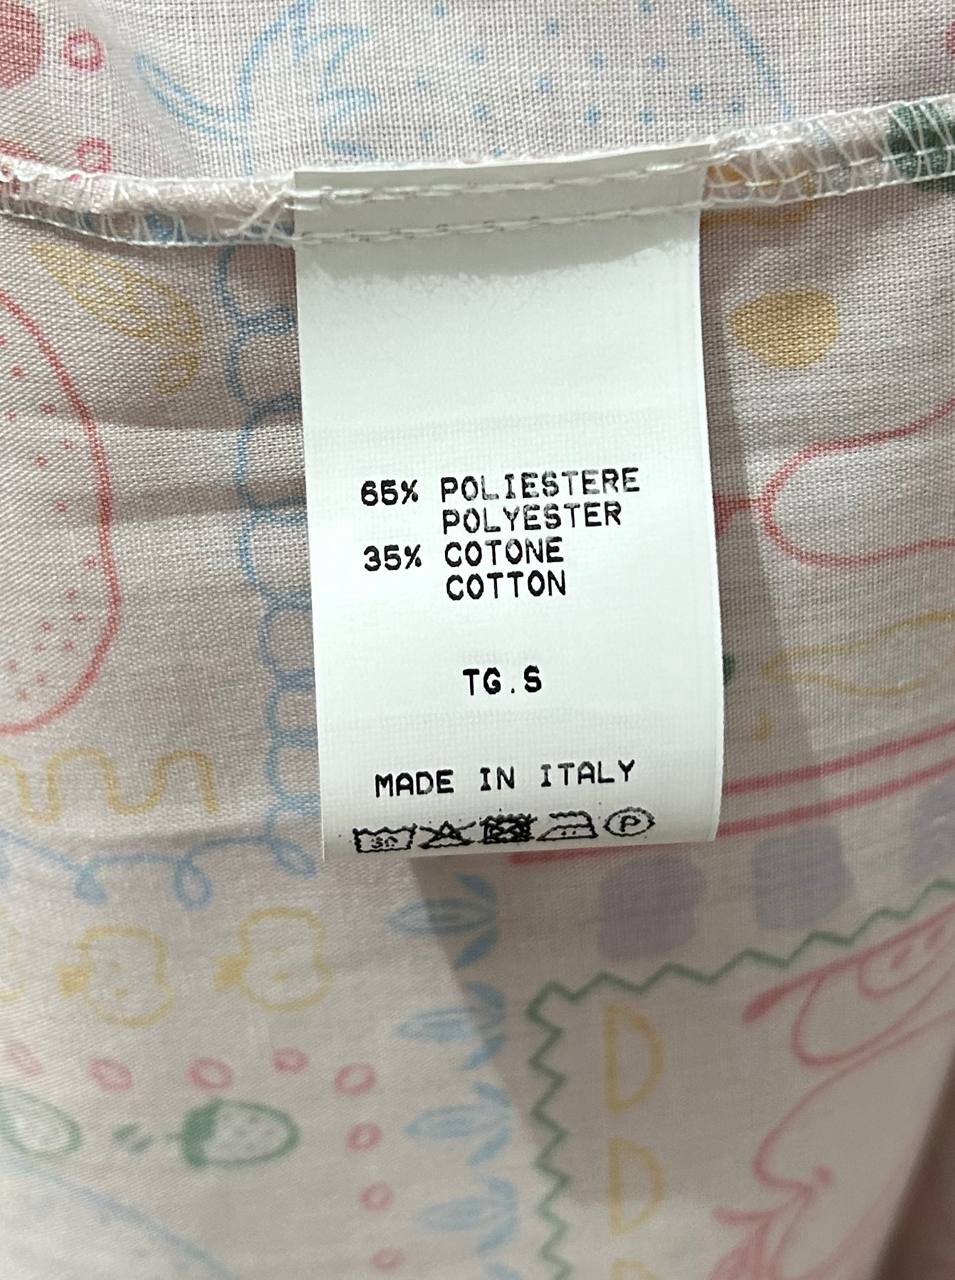 65% POLIESTERE
POLYESTER
35% COTONE
COTTON
TG.S
MADE IN ITALY
30 P